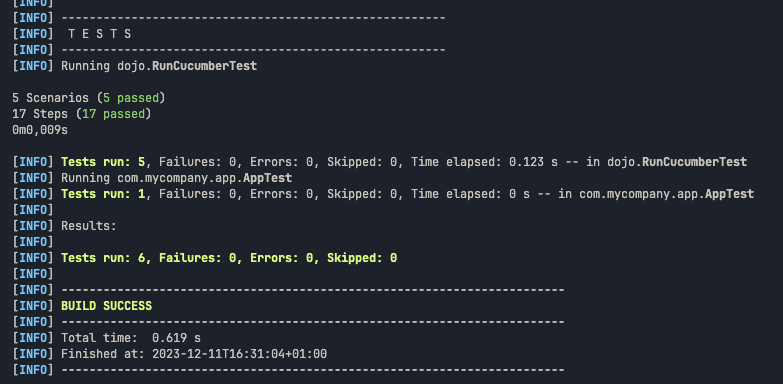 [INFO]
[INFO] -----------------------------------------------------
[INFO]  T E S T S
[INFO] -----------------------------------------------------
[INFO] Running dojo.RunCucumberTest
5 Scenarios (5 passed)
17 Steps (17 passed)
0m0,009s
[INFO] Tests run: 5, Failures: 0, Errors: 0, Skipped: 0, Time elapsed: 0.123 s -- in dojo.RunCucumberTest
[INFO] Running com.mycompany.app.AppTest
[INFO] Tests run: 1, Failures: 0, Errors: 0, Skipped: 0, Time elapsed: 0 s -- in com.mycompany.app.AppTest
[INFO]
[INFO] Results:
[INFO]
[INFO] Tests run: 6, Failures: 0, Errors: 0, Skipped: 0
[INFO]
[INFO] ------------------------------------------------------------------------
[INFO] BUILD SUCCESS
[INFO] ------------------------------------------------------------------------
[INFO] Total time:  0.619 s
[INFO] Finished at: 2023-12-11T16:31:04+01:00
[INFO] ------------------------------------------------------------------------